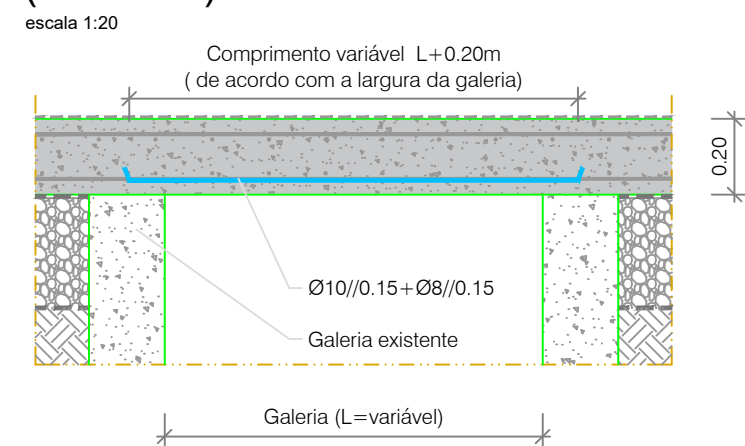 escala 1:20
Comprimento variável L+0.20m
( de acordo com a largura da galeria)
0.20
Ø10//0.15+Ø8//0.15
Galeria existente
Galeria (L=variável)